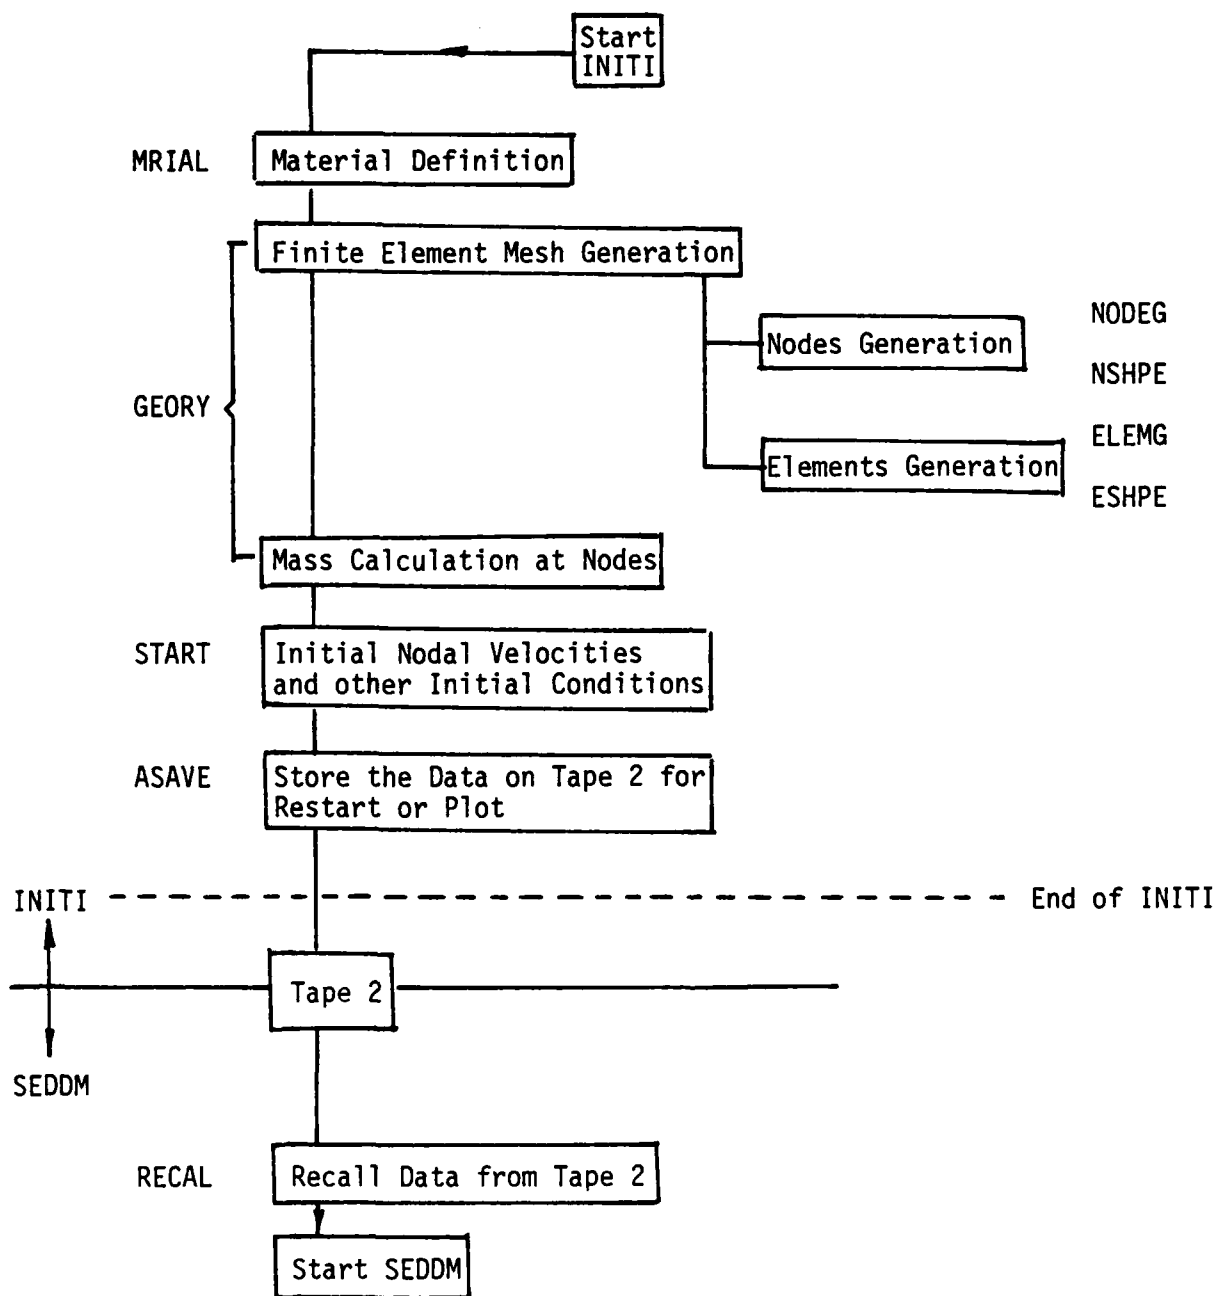 Start
INITI
MRIAL
Material Definition
Finite Element Mesh Generation
NODEG
Nodes Generation
NSHPE
GEORY
ELEMG
Elements Generation
ESHPE
Mass Calculation at Nodes
START
Initial Nodal Velocities
and other Initial Conditions
ASAVE
Store the Data on Tape 2 for
Restart or Plot
INITI
End of INITI
Tape 2
SEDDM
RECAL
Recall Data from Tape 2
Start SEDDM